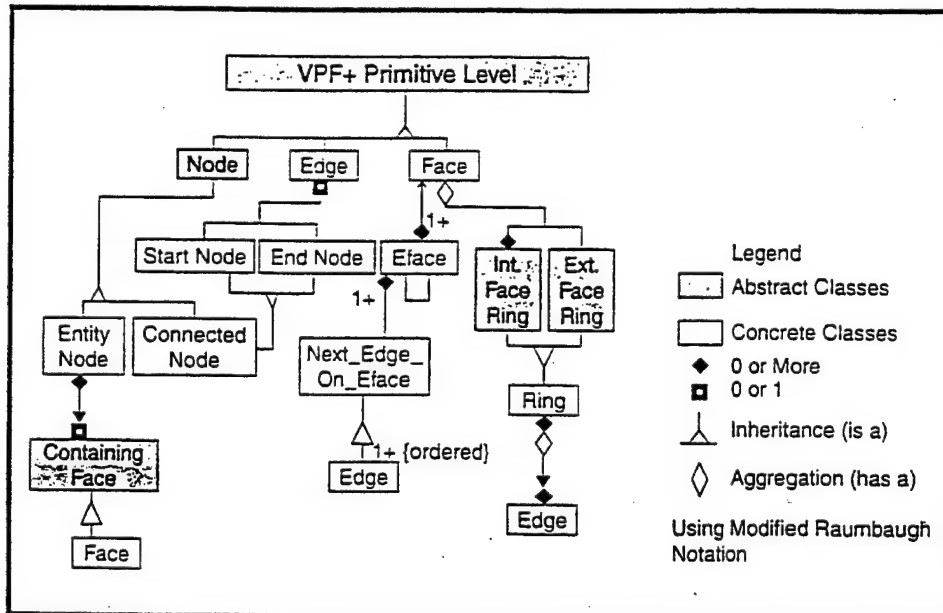 VPF+ Primitive Level
Node
Edge
Face
1+
Start Node
End Node
Eface
Int.
Face
Ring
Ext.
Face
Ring
1+
Entity
Node
Connected
Node
Next_Edge_
On_Eface
Ring
Containing
Face
1+ {ordered}
Edge
Edge
Face
Legend
Abstract Classes
Concrete Classes
0 or More
0 or 1
Inheritance (is a)
Aggregation (has a)
Using Modified Raumbaugh
Notation